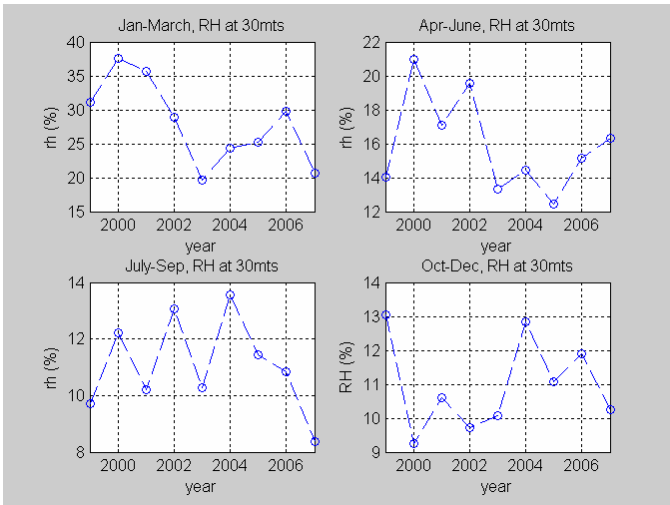 Jan-March, RH at 30mts
40
35
30
25
20
15
rh (%)
2000 2002 2004 2006
year
Apr-June, RH at 30mts
22
20
18
16
14
12
rh (%)
2000 2002 2004 2006
year
July-Sep, RH at 30mts
14
12
10
8
rh (%)
2000 2002 2004 2006
year
Oct-Dec, RH at 30mts
14
13
12
11
10
9
RH (%)
2000 2002 2004 2006
year